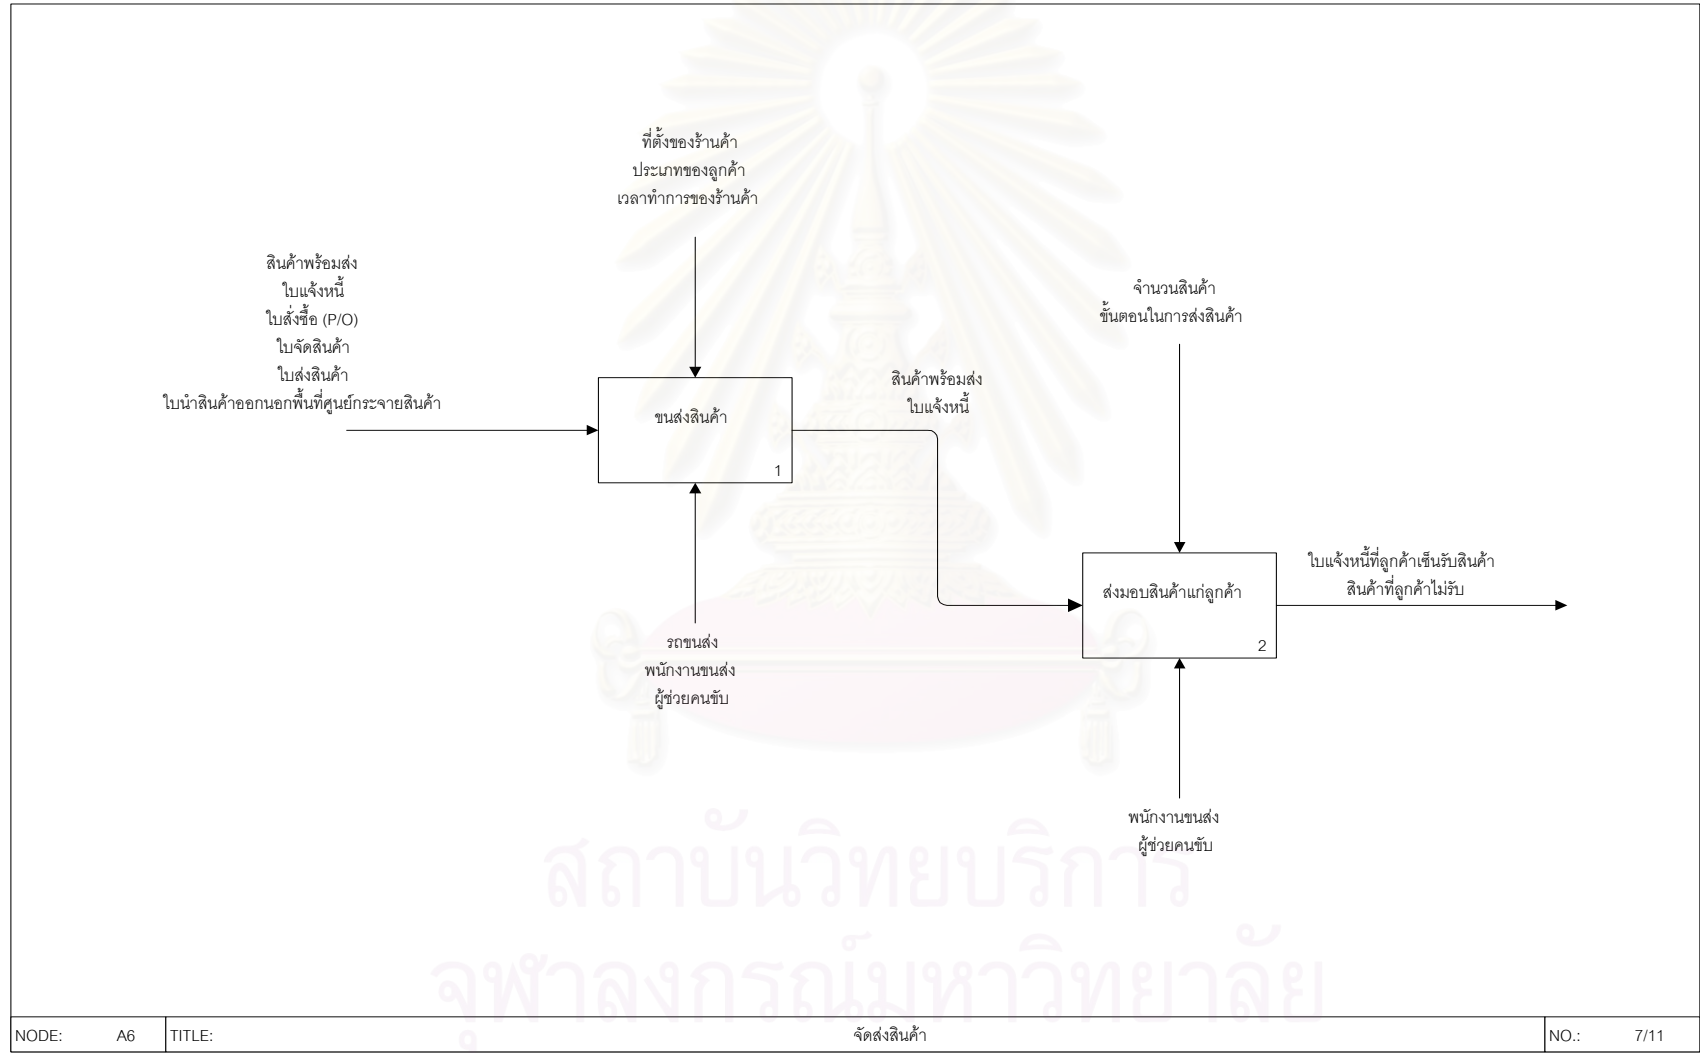 ที่ตั้งของร้านค้า
ประเภทของลูกค้า
เวลาทำการของร้านค้า
สินค้าพร้อมส่ง
ใบแจ้งหนี้
ใบสั่งซื้อ (P/O)
ใบจัดสินค้า
ใบส่งสินค้า
ใบนำสินค้าออกนอกพื้นที่ศูนย์กระจายสินค้า
ขนส่งสินค้า
1
รถขนส่ง
พนักงานขนส่ง
ผู้ช่วยคนขับ
สินค้าพร้อมส่ง
ใบแจ้งหนี้
จำนวนสินค้า
ขั้นตอนในการส่งสินค้า
ส่งมอบสินค้าแก่ลูกค้า
2
ใบแจ้งหนี้ที่ลูกค้าเซ็นรับสินค้า
สินค้าที่ลูกค้าไม่รับ
พนักงานขนส่ง
ผู้ช่วยคนขับ
สถาบันวิทยบริการ
จุฬาลงกรณ์มหาวิทยาลัย
NODE: A6 TITLE: จัดส่งสินค้า NO.: 7/11